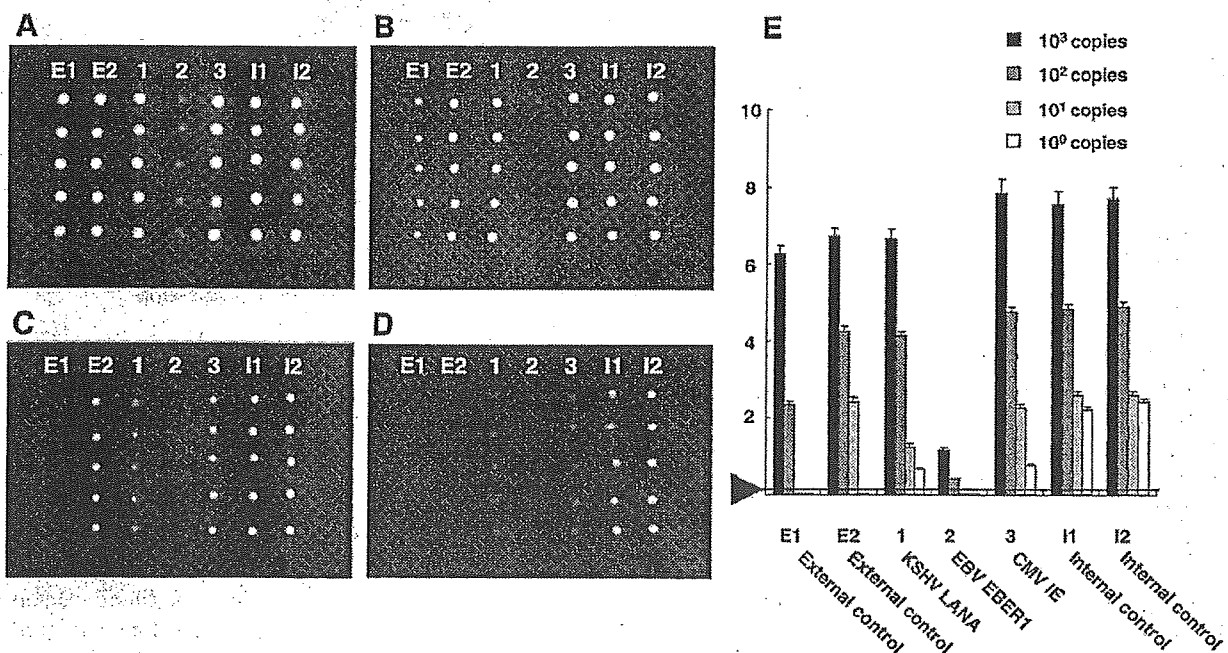 A
E1 E2 1 2 3 I1 I2
B
E1 E2 1 2 3 I1 I2
C
E1 E2 1 2 3 I1 I2
D
E1 E2 1 2 3 I1 I2
E
10³ copies
10² copies
10¹ copies
10⁰ copies
10
8
6
4
2
E1 E2 1 2 3 I1 I2
External control
External control
KSHV LANA
EBV EBER1
CMV IE
Internal control
Internal control